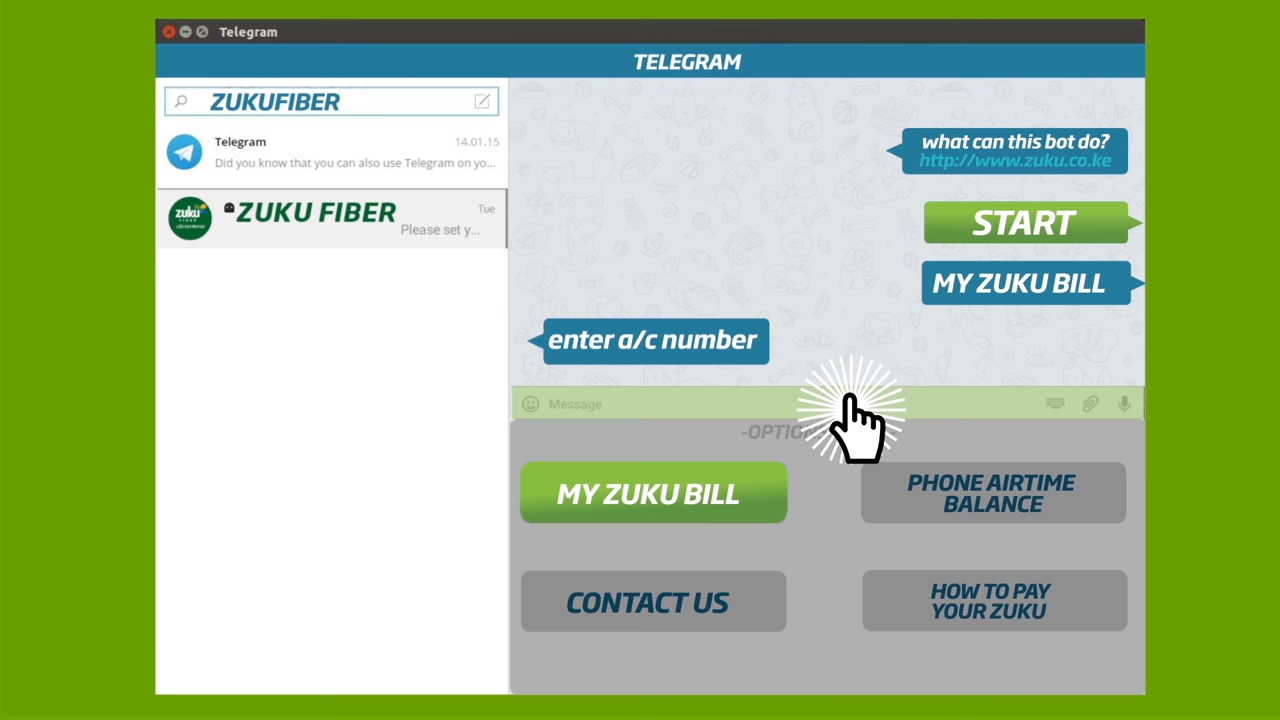 Telegram
TELEGRAM
ZUKUFIBER
Telegram
14.01.15
Did you know that you can also use Telegram on yo...
zuku
FIBER
ZUKU FIBER
Tue
Please set y...
what can this bot do?
http://www.zuku.co.ke
START
MY ZUKU BILL
enter a/c number
Message
MY ZUKU BILL
PHONE AIRTIME
BALANCE
CONTACT US
HOW TO PAY
YOUR ZUKU